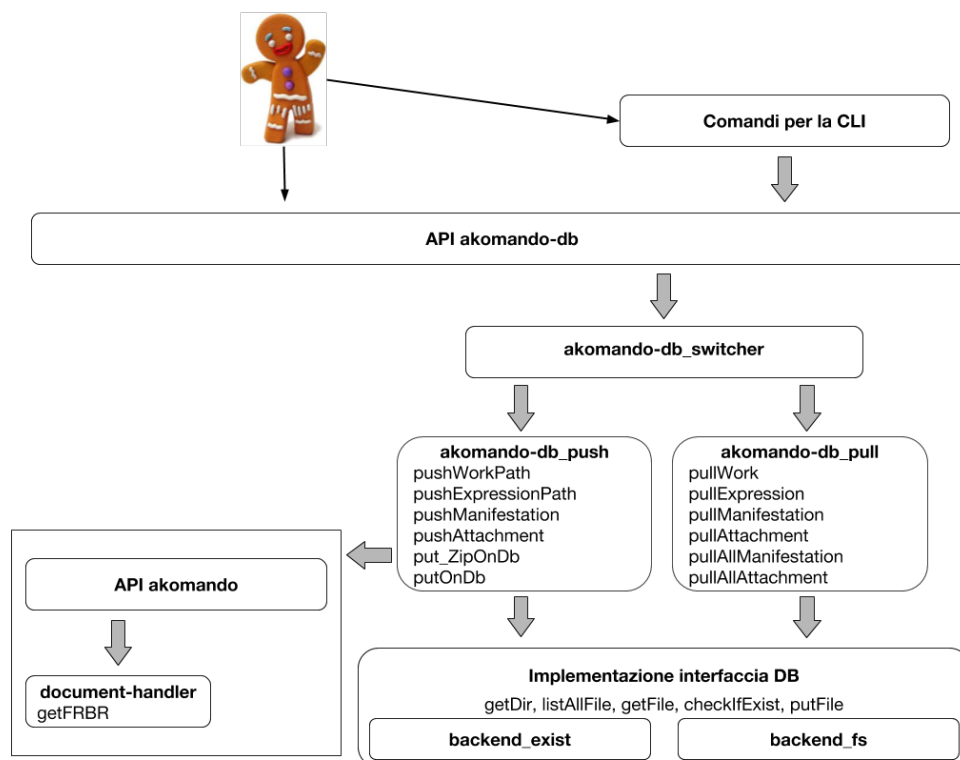 Comandi per la CLI
API akomando-db
akomando-db_switcher
akomando-db_push
pushWorkPath
pushExpressionPath
pushManifestation
pushAttachment
put_ZipOnDb
putOnDb
akomando-db_pull
pullWork
pullExpression
pullManifestation
pullAttachment
pullAllManifestation
pullAllAttachment
API akomando
document-handler
getFRBR
Implementazione interfaccia DB
getDir, listAllFile, getFile, checkIfExist, putFile
backend_exist
backend_fs